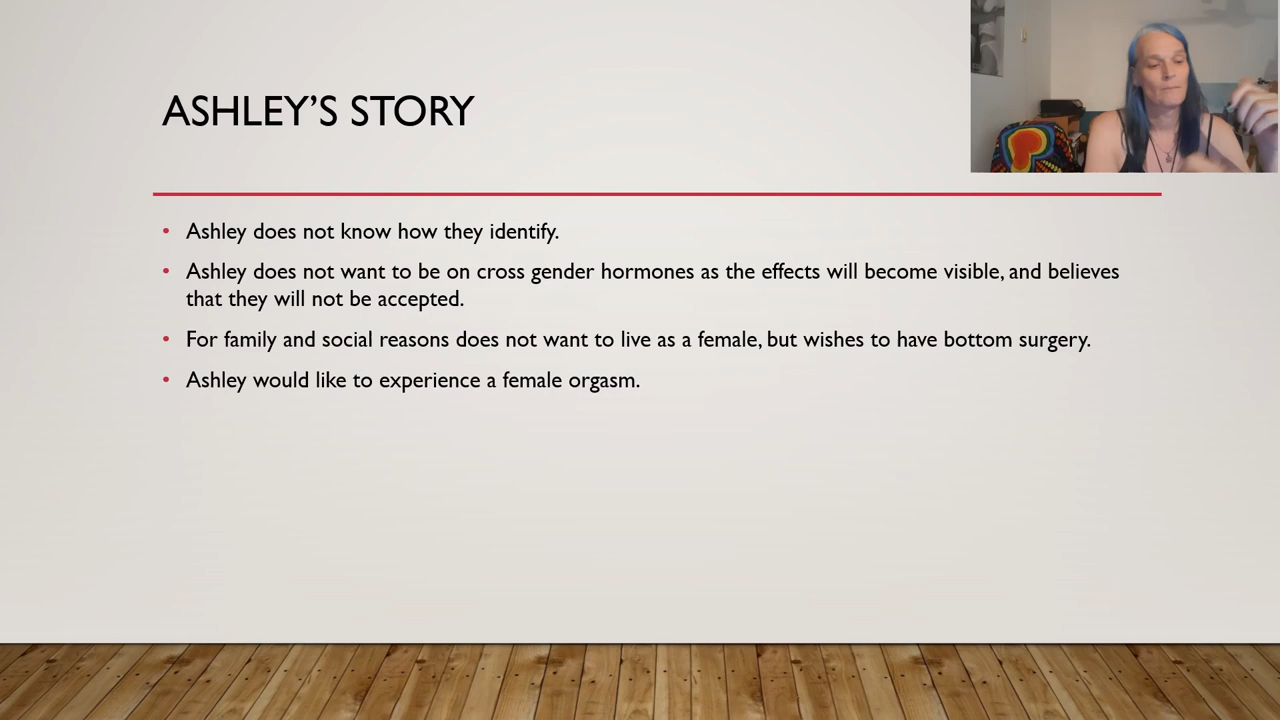 ASHLEY’S STORY
• Ashley does not know how they identify.
• Ashley does not want to be on cross gender hormones as the effects will become visible, and believes
that they will not be accepted.
• For family and social reasons does not want to live as a female, but wishes to have bottom surgery.
• Ashley would like to experience a female orgasm.